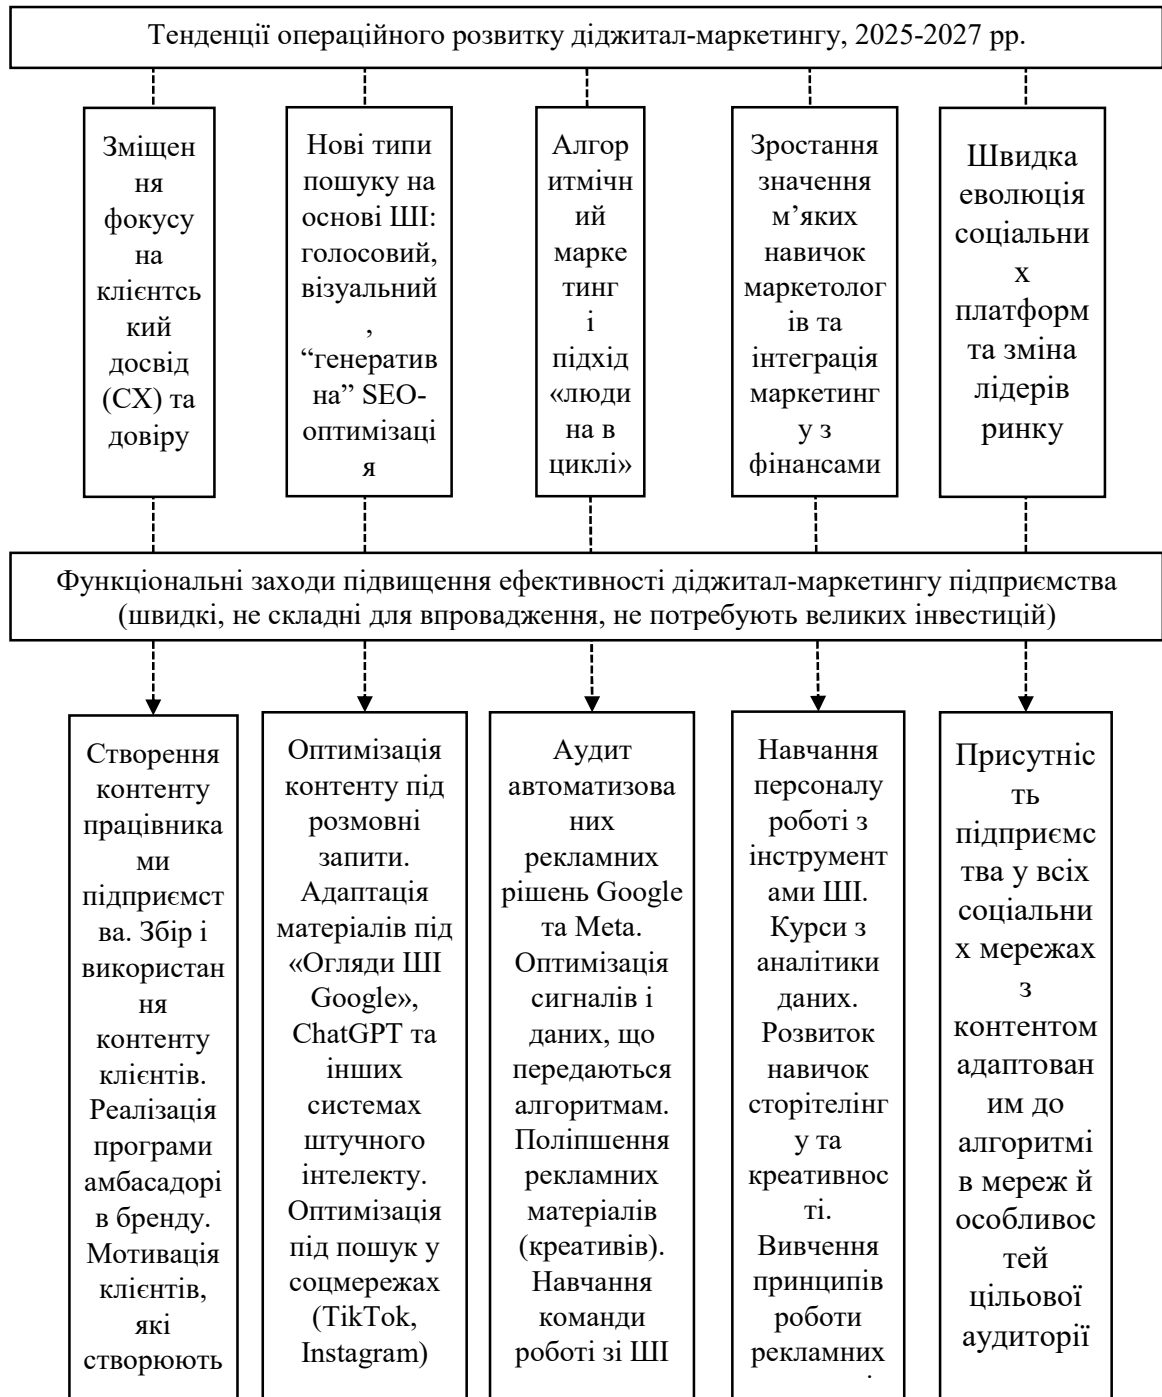 Тенденції операційного розвитку діджитал-маркетингу, 2025-2027 рр.
Зміщен
ня
фокусу
на
клієнтсь
кий
досвід
(CX) та
довіру
Нові типи
пошуку на
основі ШІ:
голосовий,
візуальний
,
“генератив
на” SEO-
оптимізаці
я
Алгор
итмічн
ий
марке
тинг
і
підхід
«люди
на в
циклі»
Зростання
значення
м’яких
навичок
маркетолог
ів та
інтеграція
маркетинг
у з
фінансами
Швидка
еволюція
соціальни
х
платформ
та зміна
лідерів
ринку
Функціональні заходи підвищення ефективності діджитал-маркетингу підприємства
(швидкі, не складні для впровадження, не потребують великих інвестицій)
Створення
контенту
працівника
ми
підприємст
ва. Збір і
використан
ня
контенту
клієнтів.
Реалізація
програми
амбасадорі
в бренду.
Мотивація
клієнтів,
які
створюють
Оптимізація
контенту під
розмовні
запити.
Адаптація
матеріалів під
«Огляди ШІ
Google»,
ChatGPT та
інших
системах
штучного
інтелекту.
Оптимізація
під пошук у
соцмережах
(TikTok,
Instagram)
Аудит
автоматизова
них
рекламних
рішень Google
та Meta.
Оптимізація
сигналів і
даних, що
передаються
алгоритмам.
Поліпшення
рекламних
матеріалів
(креативів).
Навчання
команди
роботі зі ШІ
Навчання
персоналу
роботі з
інструмент
ами ШІ.
Курси з
аналітики
даних.
Розвиток
навичок
сторітелінг
у та
креативнос
ті.
Вивчення
принципів
роботи
рекламних
Присутніс
ть
підприємс
тва у всіх
соціальни
х мережах
з
контентом
адаптован
им до
алгоритмі
в мереж й
особливос
тей
цільової
аудиторії